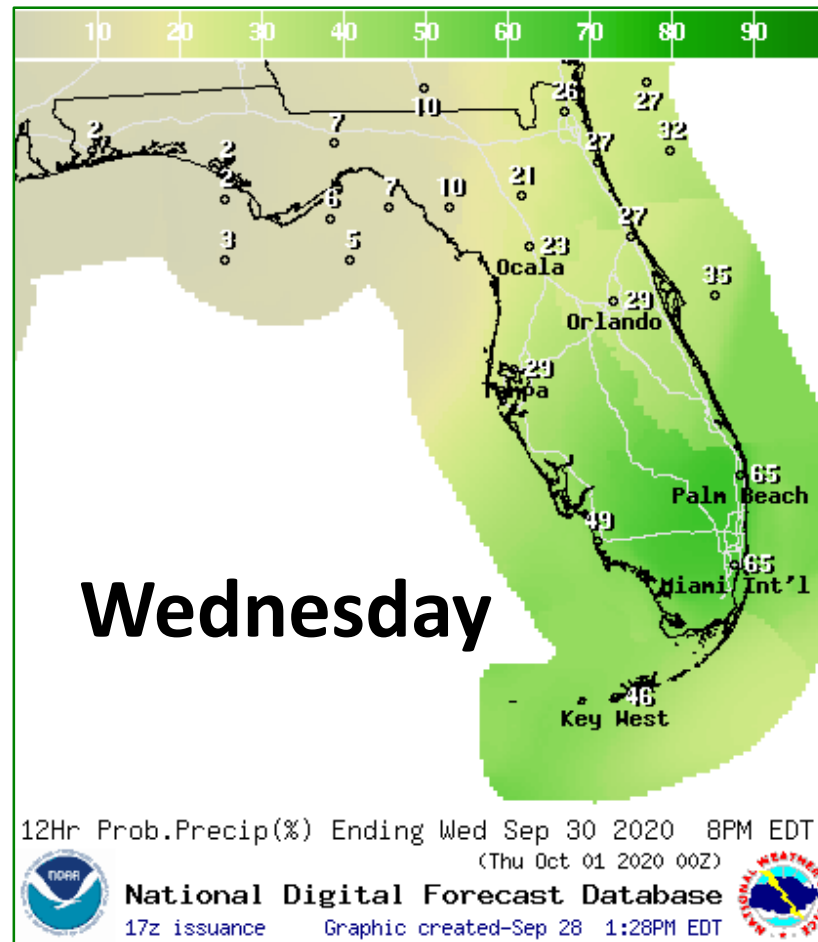 10 20 30 40 50 60 70 80 90
10
26
27
2
7
27
32
2
2
21
6
7
10
27
3
5
23
Ocala
35
29
Orlando
29
Tampa
65
Palm Beach
49
65
Miami Int'l
Wednesday
46
Key West
12Hr Prob.Precip(%) Ending Wed Sep 30 2020 8PM EDT
(Thu Oct 01 2020 00Z)
NOAA
National Digital Forecast Database
17z issuance Graphic created-Sep 28 1:28PM EDT